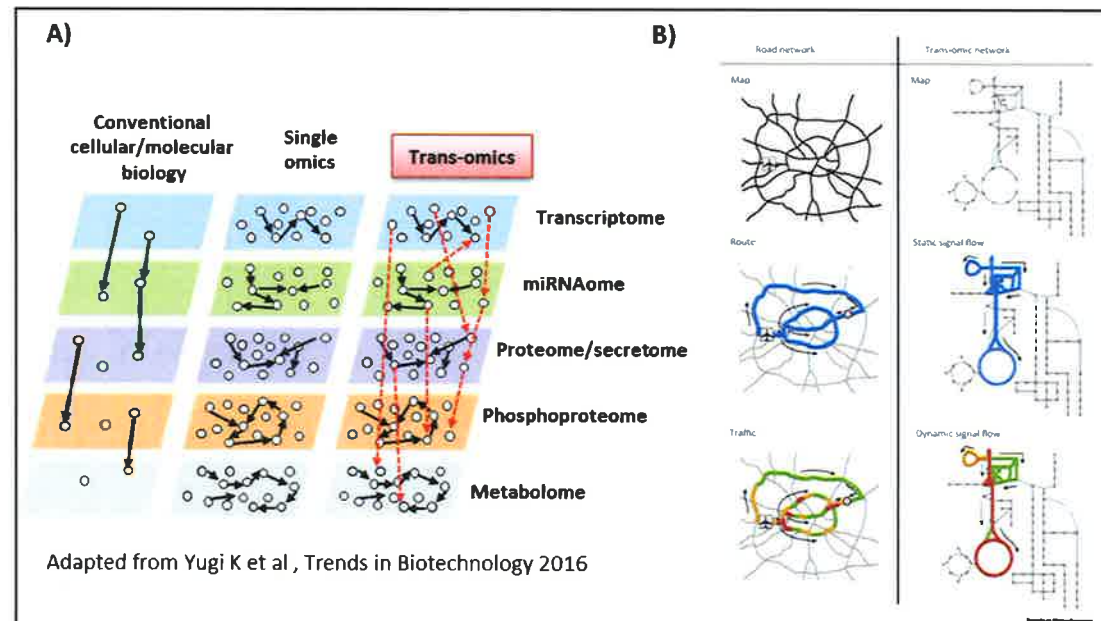 A)
Conventional
cellular/molecular
biology
Single
omics
Trans-omics
Transcriptome
miRNAome
Proteome/secretome
Phosphoproteome
Metabolome
Adapted from Yugi K et al , Trends in Biotechnology 2016
B)
Road network
Trans-omic network
Map
Map
Route
Static signal flow
Traffic
Dynamic signal flow